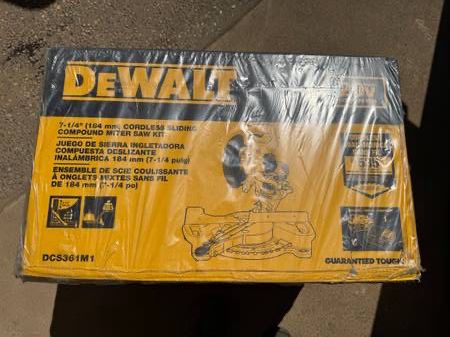 DEWALT
7-1/4" (184 mm) CORDLESS SLIDING
COMPOUND MITER SAW KIT
JUEGO DE SIERRA INGLETADORA
COMPUESTA DESLIZANTE
INALÁMBRICA 184 mm (7-1/4 pulg)
ENSEMBLE DE SCIE COULISSANTE
À ONGLETS MIXTES SANS FIL
DE 184 mm (7-1/4 po)
DCS361M1
GUARANTEED TOUGH